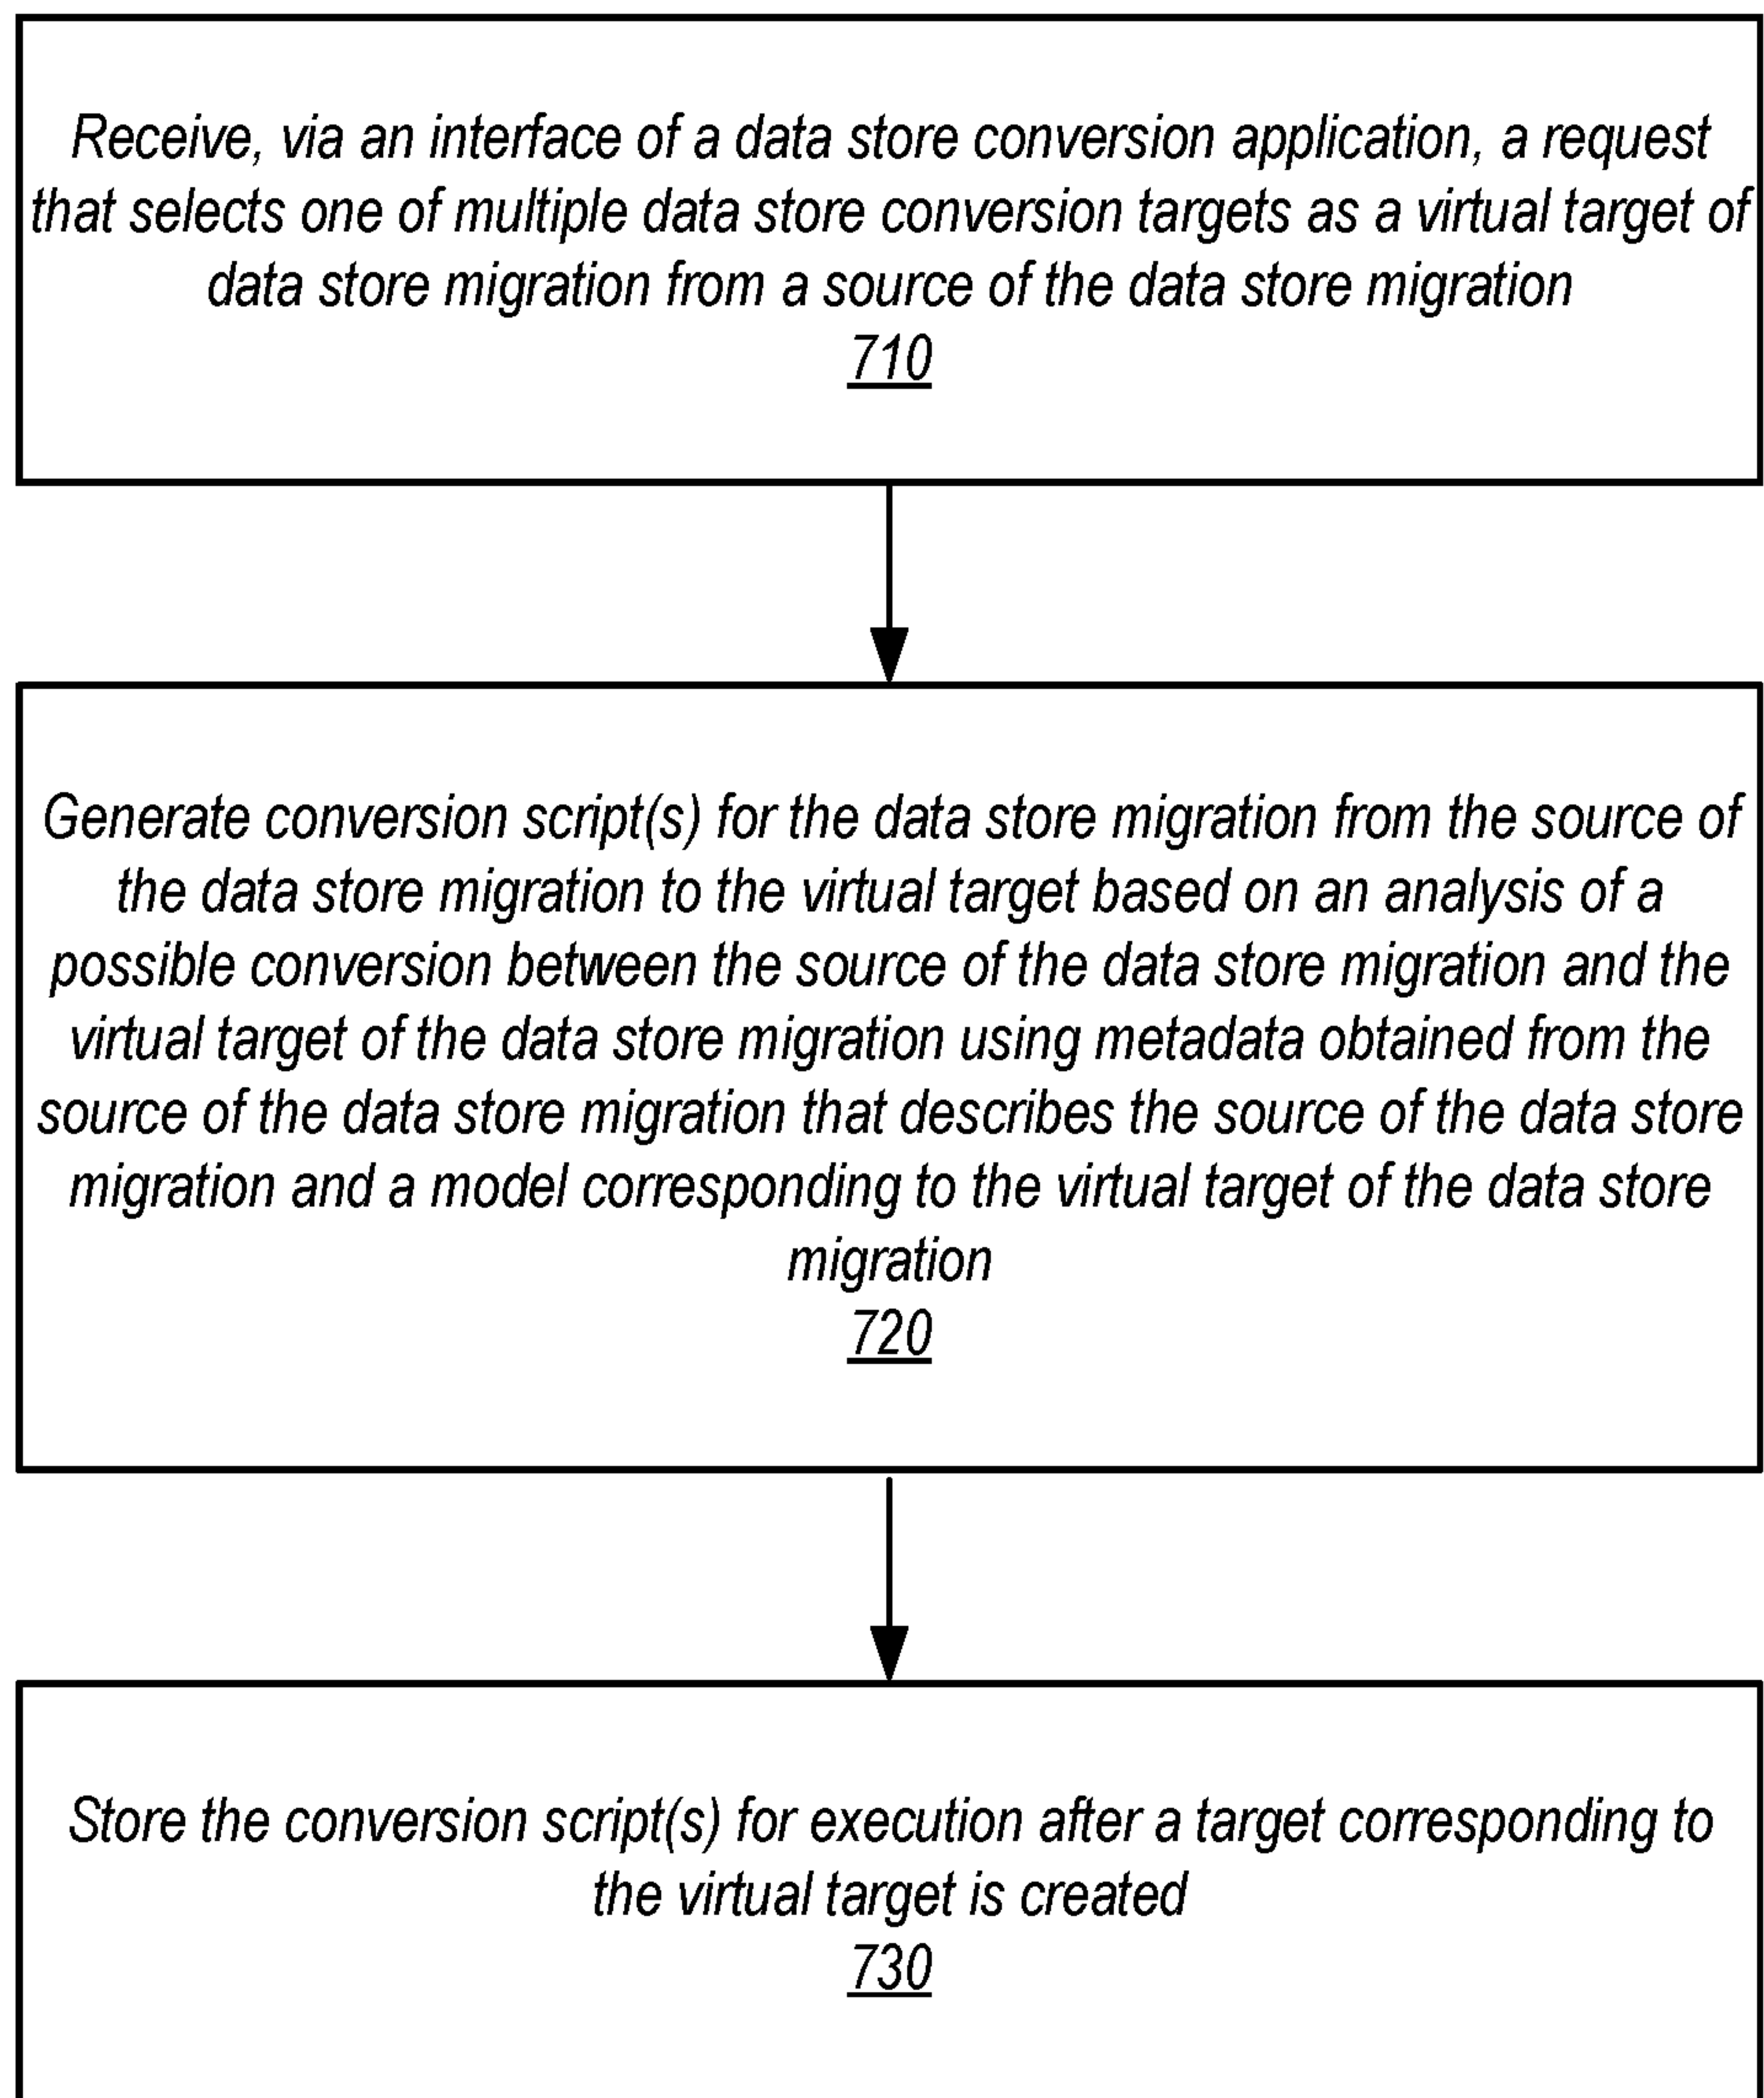 Receive, via an interface of a data store conversion application, a request
that selects one of multiple data store conversion targets as a virtual target of
data store migration from a source of the data store migration
710
Generate conversion script(s) for the data store migration from the source of
the data store migration to the virtual target based on an analysis of a
possible conversion between the source of the data store migration and the
virtual target of the data store migration using metadata obtained from the
source of the data store migration that describes the source of the data store
migration and a model corresponding to the virtual target of the data store
migration
720
Store the conversion script(s) for execution after a target corresponding to
the virtual target is created
730